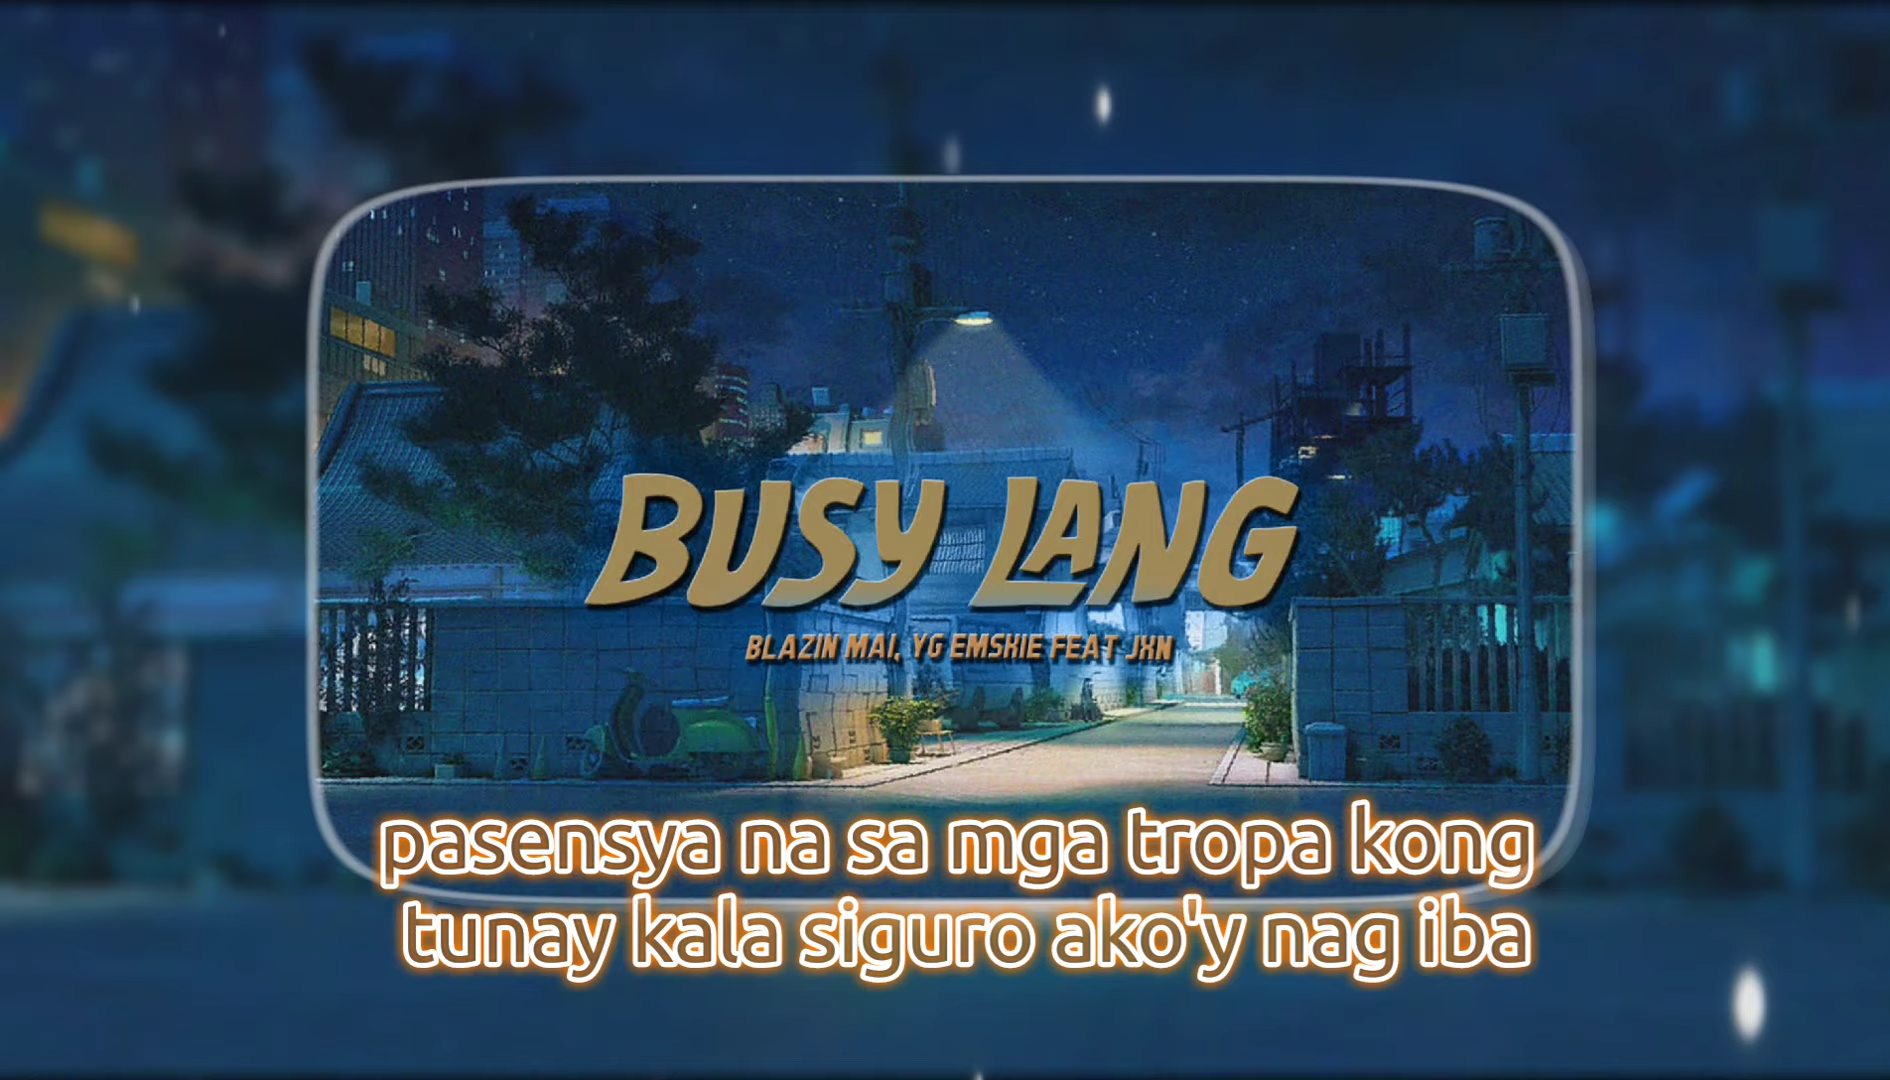 BUSY LANG
BLAZIN MAI, YG EMSKIE FEAT JXN
pasensya na sa mga tropa kong
tunay kala siguro ako'y nag iba